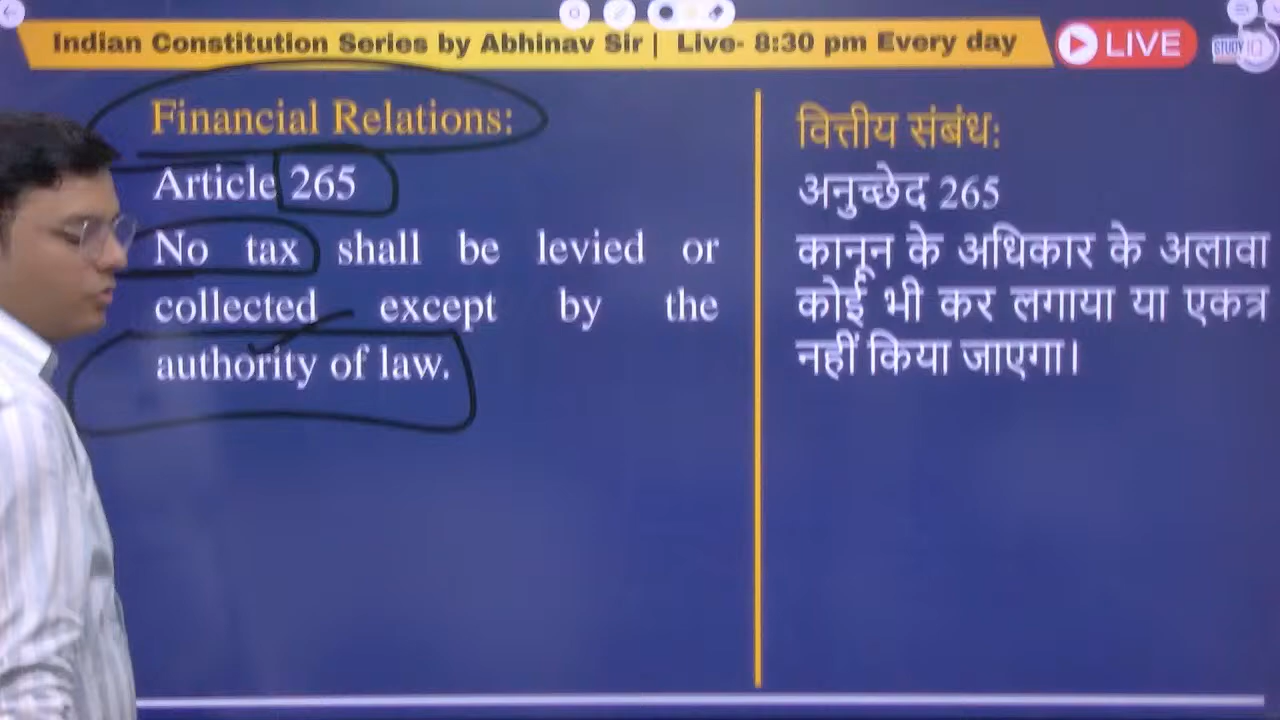 Indian Constitution Series by Abhinav Sir | Live- 8:30 pm Every day
LIVE
STUDY IQ
Financial Relations:
Article 265
No tax shall be levied or
collected except by the
authority of law.
वित्तीय संबंध:
अनुच्छेद 265
कानून के अधिकार के अलावा
कोई भी कर लगाया या एकत्र
नहीं किया जाएगा।